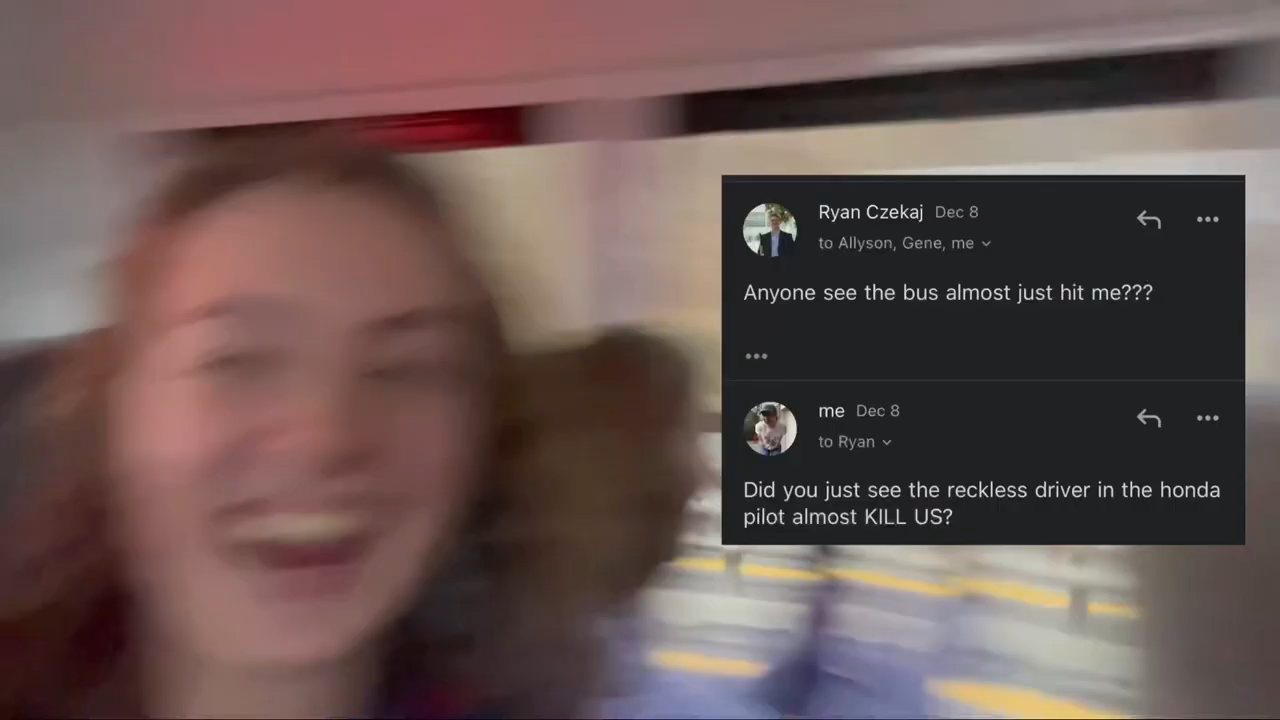 Ryan Czekaj Dec 8
to Allyson, Gene, me
Anyone see the bus almost just hit me???
me Dec 8
to Ryan
Did you just see the reckless driver in the honda
pilot almost KILL US?